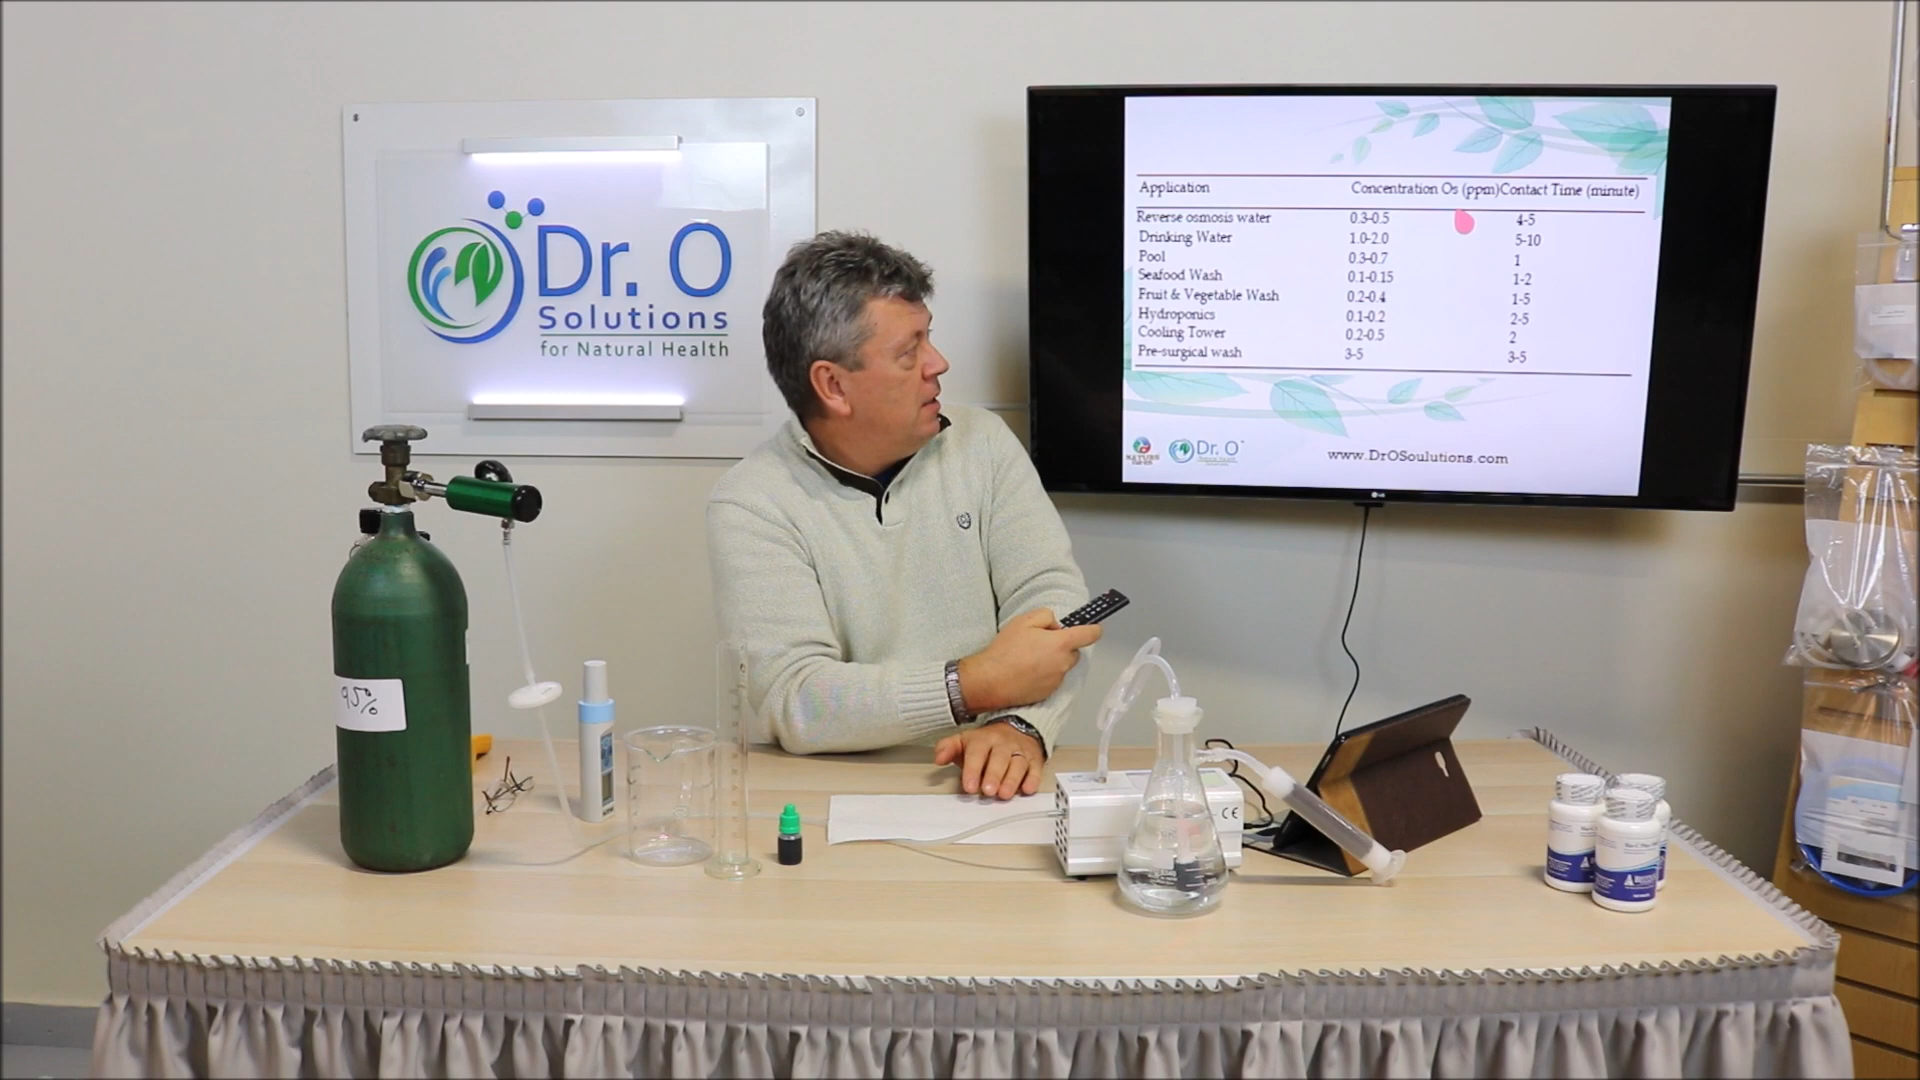 Dr. O
Solutions
for Natural Health
Application Concentration Os (ppm)Contact Time (minute)
Reverse osmosis water 0.3-0.5 4-5
Drinking Water 1.0-2.0 5-10
Pool 0.3-0.7 1
Seafood Wash 0.1-0.15 1-2
Fruit & Vegetable Wash 0.2-0.4 1-5
Hydroponics 0.1-0.2 2-5
Cooling Tower 0.2-0.5 2
Pre-surgical wash 3-5 3-5
Dr. O
www.DrOSoulutions.com
LG
95%
CE